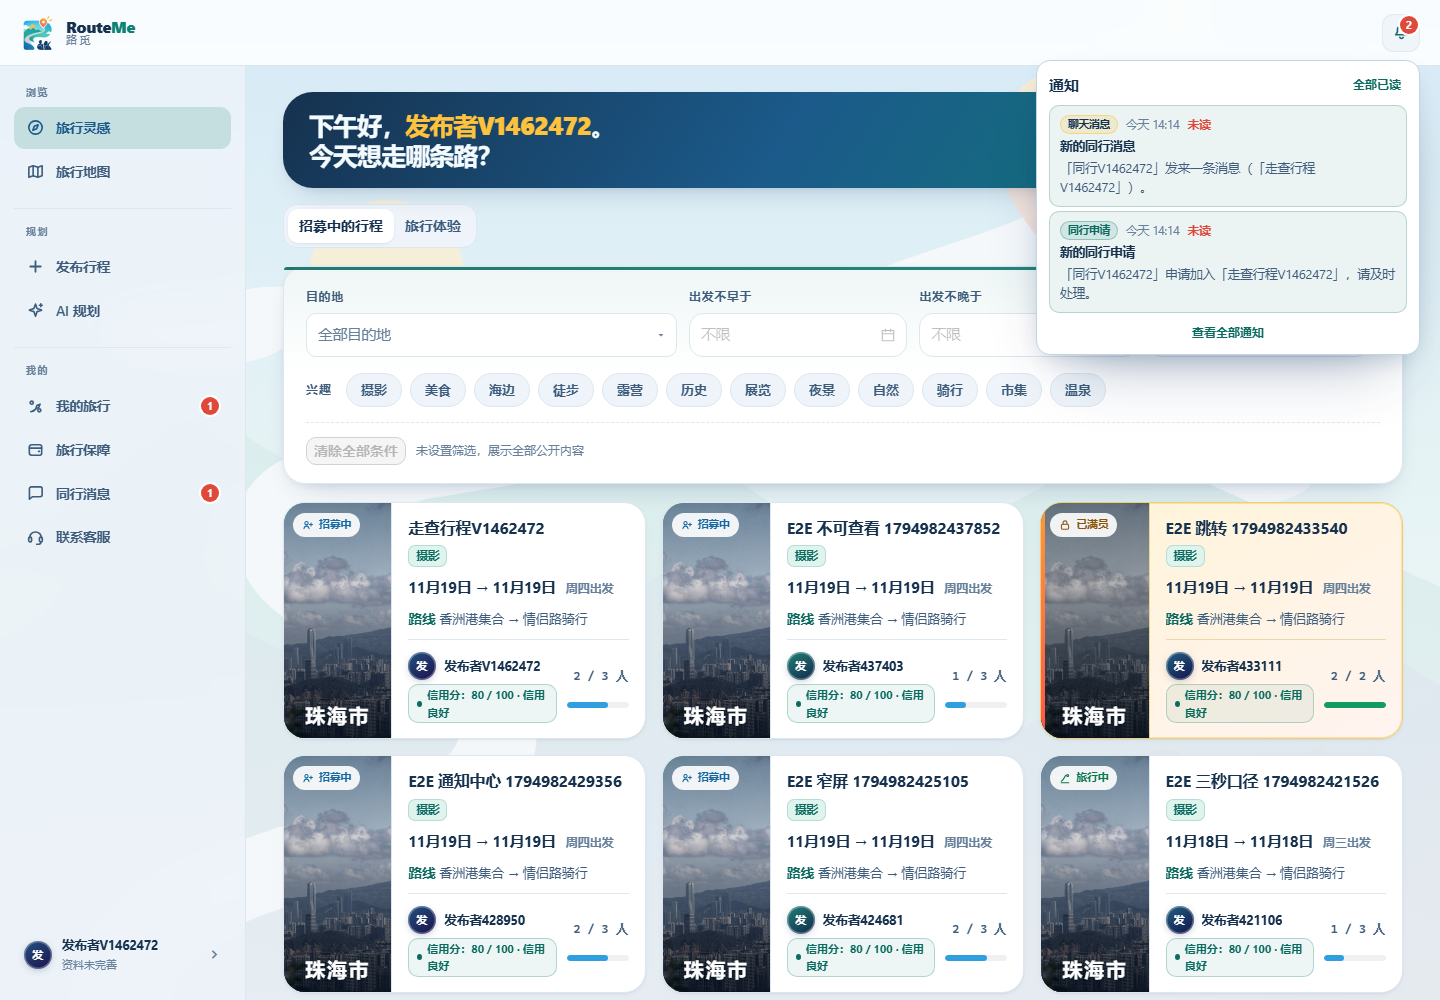 RouteMe
路觅
2
浏览
旅行灵感
旅行地图
规划
发布行程
AI 规划
我的
我的旅行
1
旅行保障
同行消息
1
联系客服
发
发布者V1462472
资料未完善
下午好，发布者V1462472。
今天想走哪条路？
招募中的行程
旅行体验
目的地
出发不早于
出发不晚于
全部目的地
不限
不限
兴趣
摄影
美食
海边
徒步
露营
历史
展览
夜景
自然
骑行
市集
温泉
清除全部条件
未设置筛选，展示全部公开内容
通知
全部已读
聊天消息
今天 14:14
未读
新的同行消息
「同行V1462472」发来一条消息（「走查行程
V1462472」）。
同行申请
今天 14:14
未读
新的同行申请
「同行V1462472」申请加入「走查行程V1462472」，请及时
处理。
查看全部通知
招募中
珠海市
走查行程V1462472
摄影
11月19日 → 11月19日 周四出发
路线 香洲港集合 → 情侣路骑行
发
发布者V1462472
信用分：80 / 100 · 信用
良好
2 / 3 人
招募中
珠海市
E2E 不可查看 1794982437852
摄影
11月19日 → 11月19日 周四出发
路线 香洲港集合 → 情侣路骑行
发
发布者437403
信用分：80 / 100 · 信用
良好
1 / 3 人
已满员
珠海市
E2E 跳转 1794982433540
摄影
11月19日 → 11月19日 周四出发
路线 香洲港集合 → 情侣路骑行
发
发布者433111
信用分：80 / 100 · 信用
良好
2 / 2 人
招募中
珠海市
E2E 通知中心 1794982429356
摄影
11月19日 → 11月19日 周四出发
路线 香洲港集合 → 情侣路骑行
发
发布者428950
信用分：80 / 100 · 信用
良好
2 / 3 人
招募中
珠海市
E2E 窄屏 1794982425105
摄影
11月19日 → 11月19日 周四出发
路线 香洲港集合 → 情侣路骑行
发
发布者424681
信用分：80 / 100 · 信用
良好
2 / 3 人
旅行中
珠海市
E2E 三秒口径 1794982421526
摄影
11月18日 → 11月18日 周三出发
路线 香洲港集合 → 情侣路骑行
发
发布者421106
信用分：80 / 100 · 信用
良好
1 / 3 人